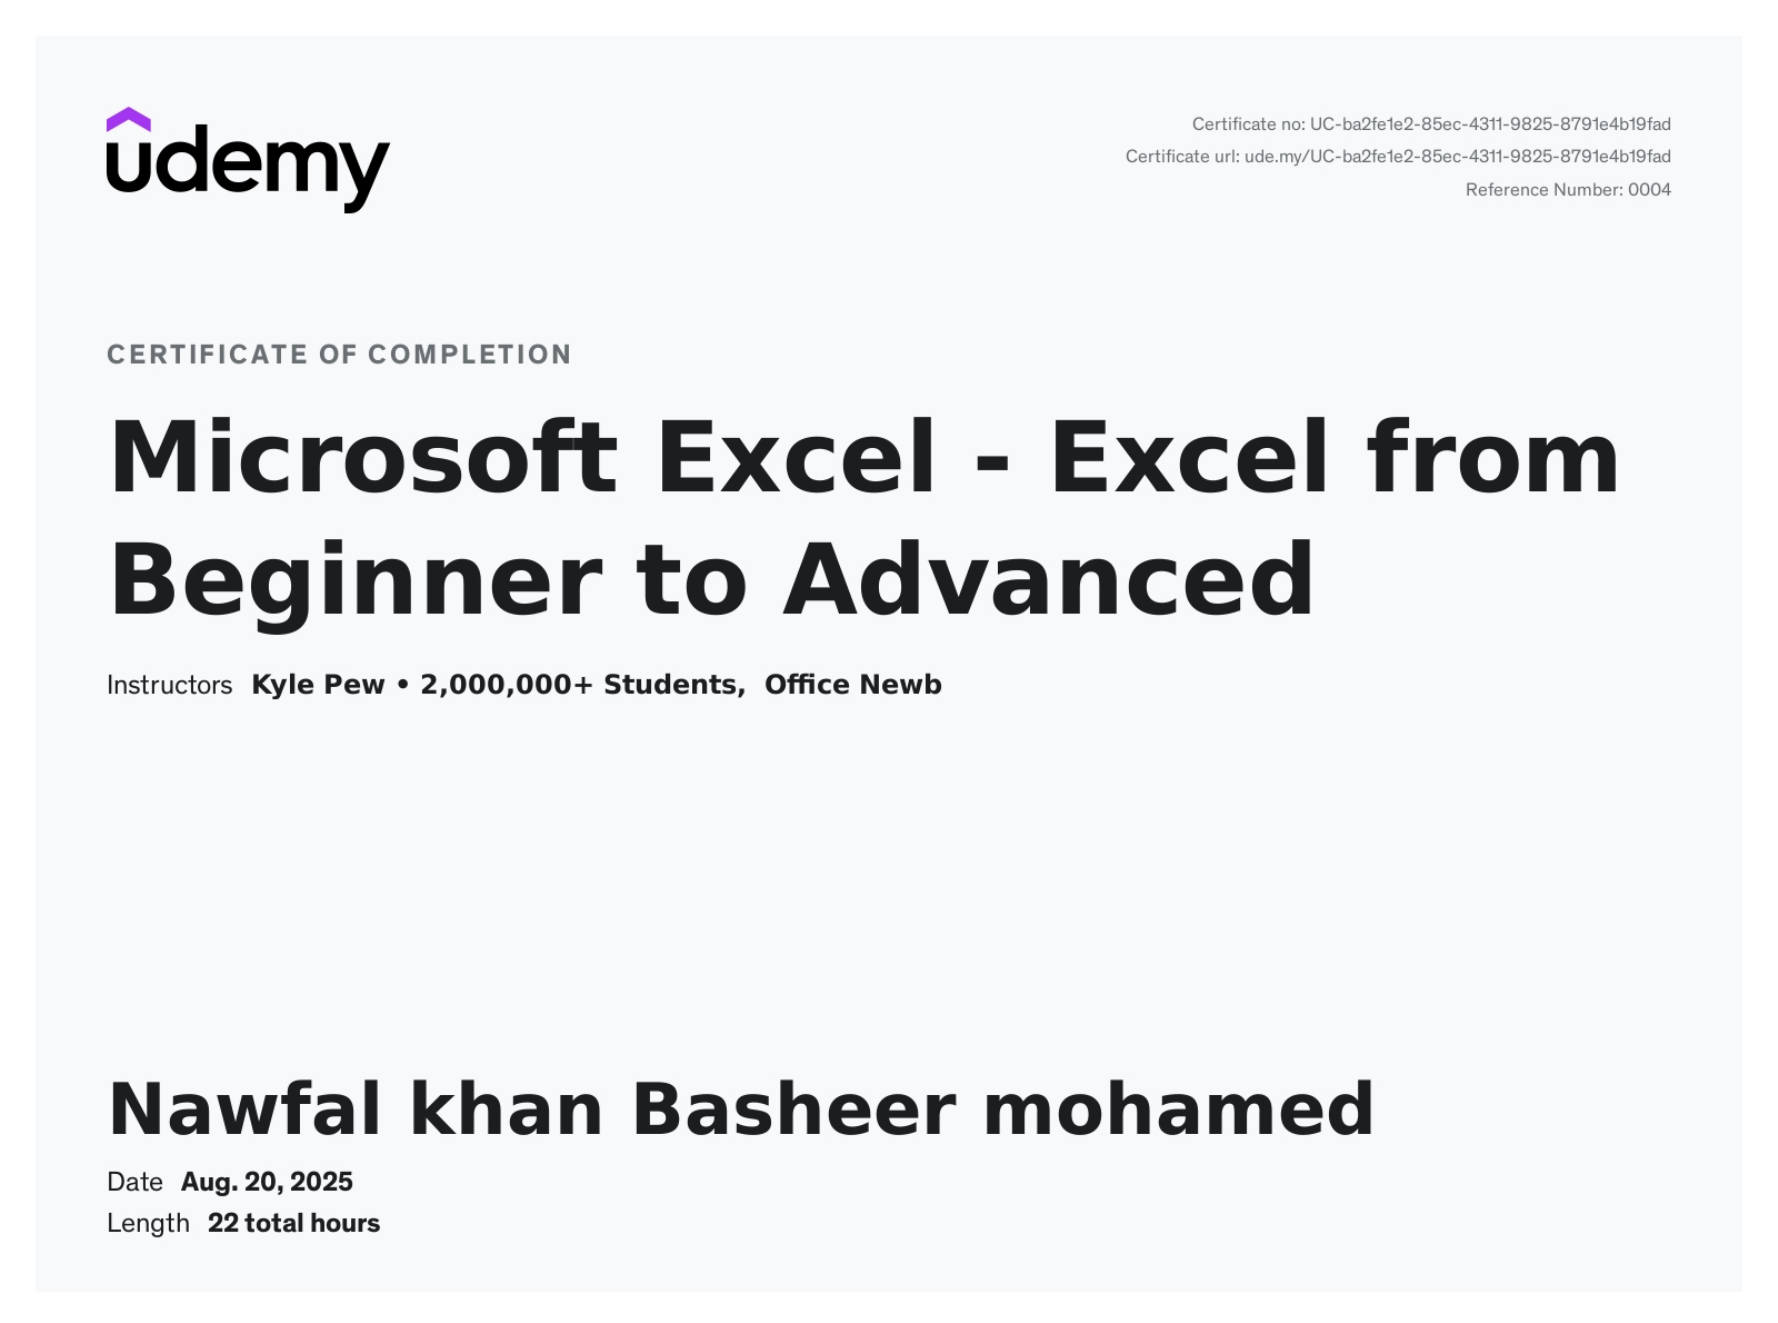 udemy
Certificate no: UC-ba2fe1e2-85ec-4311-9825-8791e4b19fad
Certificate url: ude.my/UC-ba2fe1e2-85ec-4311-9825-8791e4b19fad
Reference Number: 0004
CERTIFICATE OF COMPLETION
Microsoft Excel - Excel from
Beginner to Advanced
Instructors Kyle Pew • 2,000,000+ Students, Office Newb
Nawfal khan Basheer mohamed
Date Aug. 20, 2025
Length 22 total hours